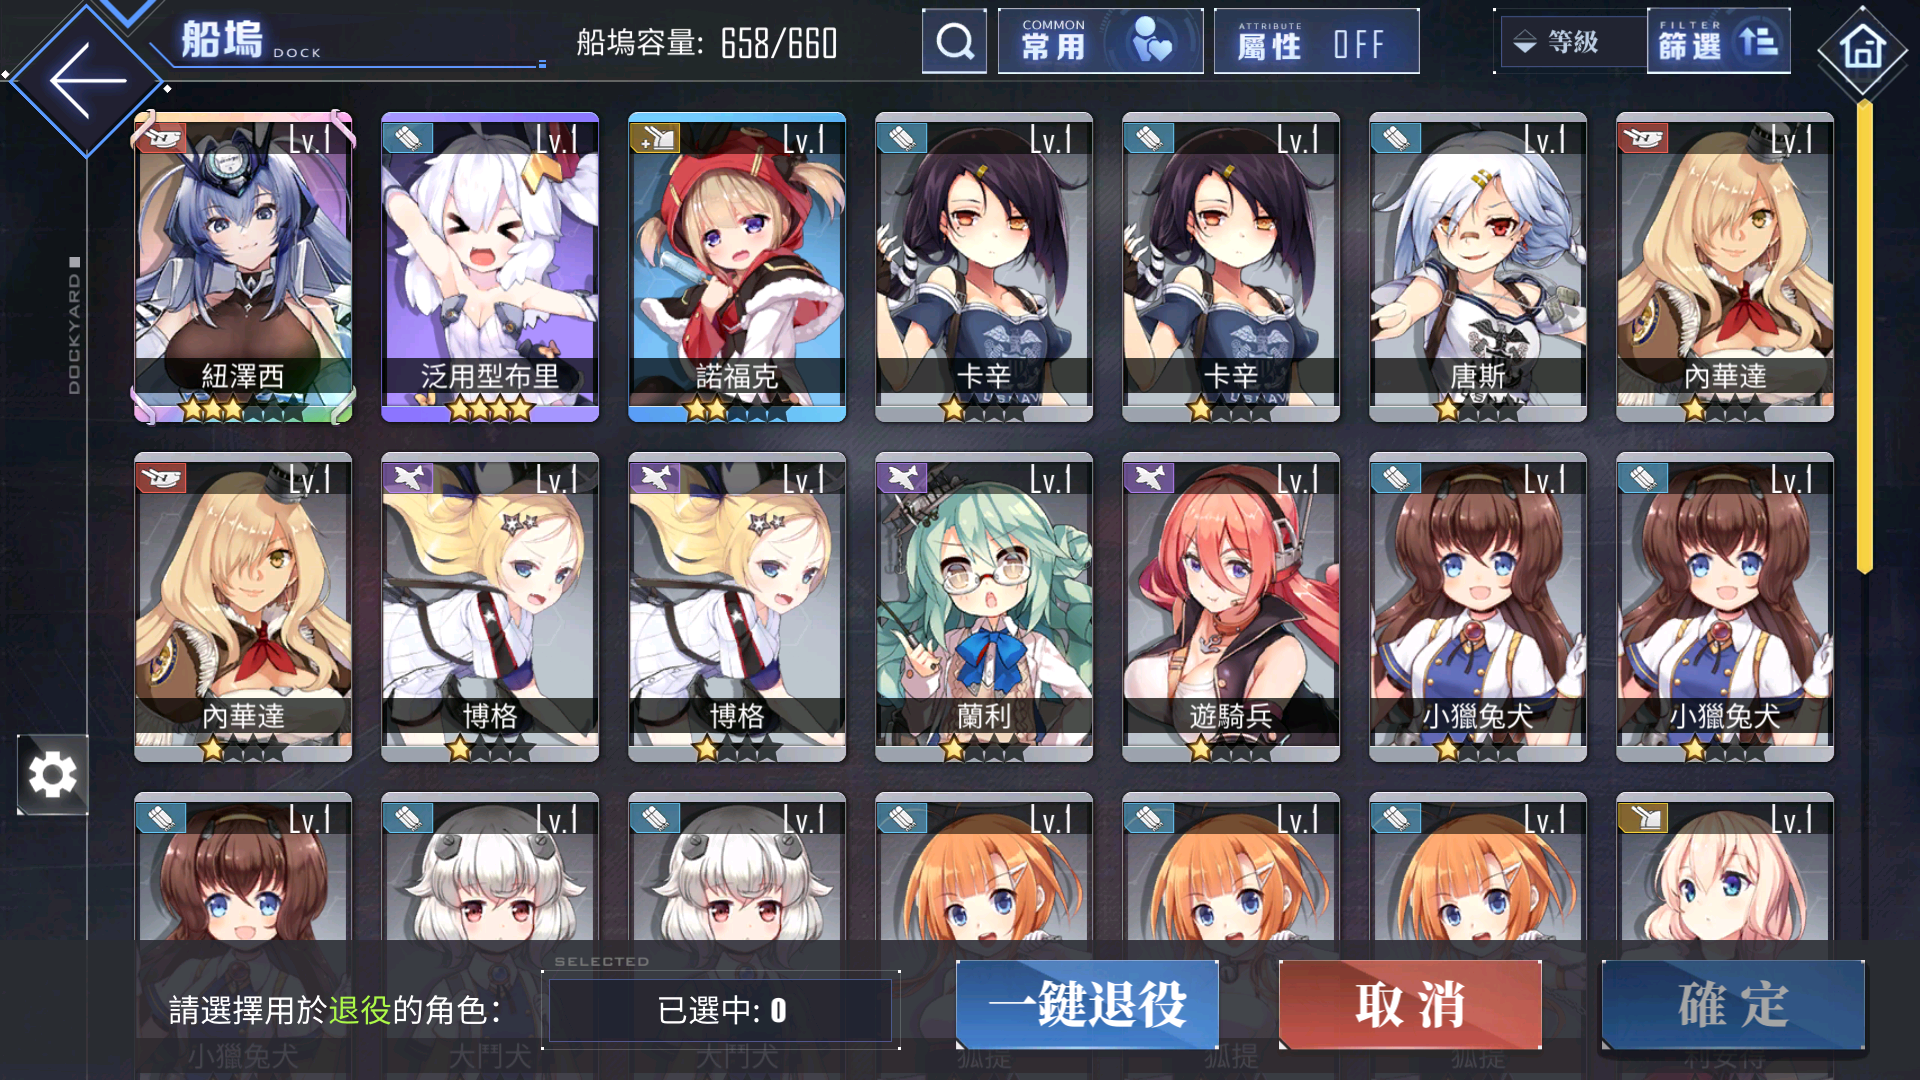 船塢 DOCK
船塢容量: 658/660
COMMON
常用
ATTRIBUTE
屬性 OFF
等級
FILTER
篩選
DOCKYARD
Lv.1 Lv.1 Lv.1 Lv.1 Lv.1 Lv.1 Lv.1
紐澤西 泛用型布里 諾福克 卡辛 卡辛 唐斯 內華達
Lv.1 Lv.1 Lv.1 Lv.1 Lv.1 Lv.1 Lv.1
內華達 博格 博格 蘭利 遊騎兵 小獵兔犬 小獵兔犬
Lv.1 Lv.1 Lv.1 Lv.1 Lv.1 Lv.1 Lv.1
SELECTED
請選擇用於退役的角色:
已選中: 0
一鍵退役
取消
確定
小獵兔犬 大鬥犬 大鬥犬 狐提 狐提 狐提 利安得